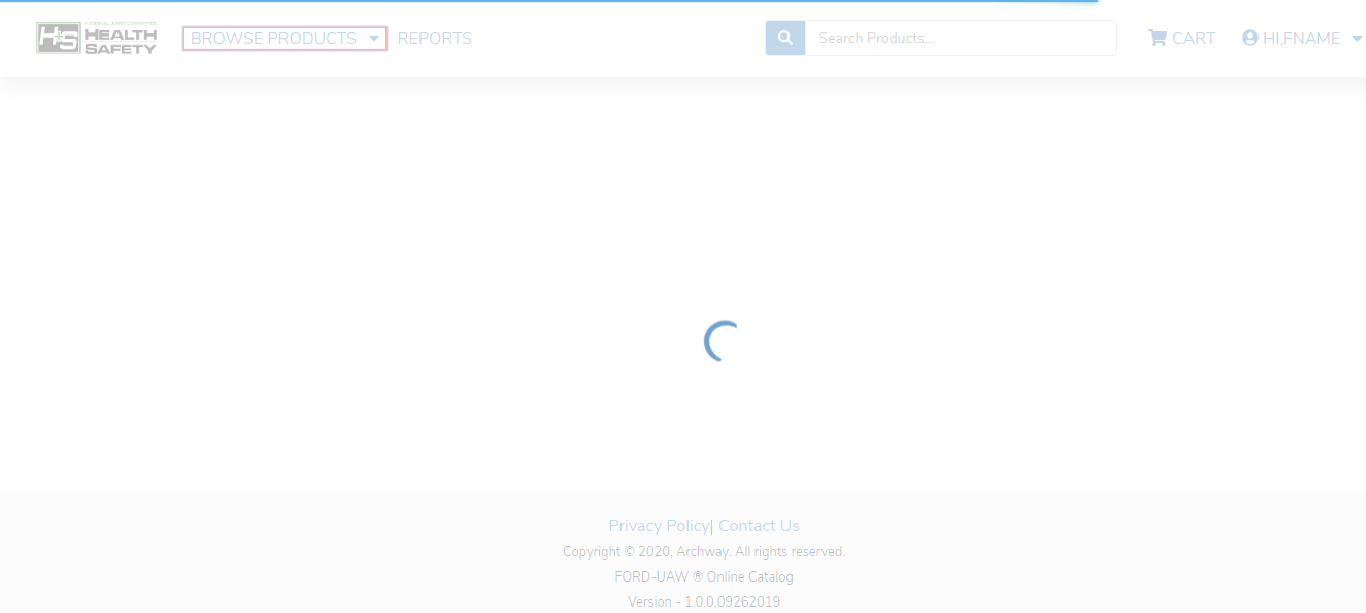 NATIONAL JOINT COMMITTEE
H+S HEALTH
SAFETY
BROWSE PRODUCTS
REPORTS
Search Products...
CART
HI,FNAME
Privacy Policy| Contact Us
Copyright © 2020, Archway. All rights reserved.
FORD-UAW ® Online Catalog
Version - 1.0.0.09262019